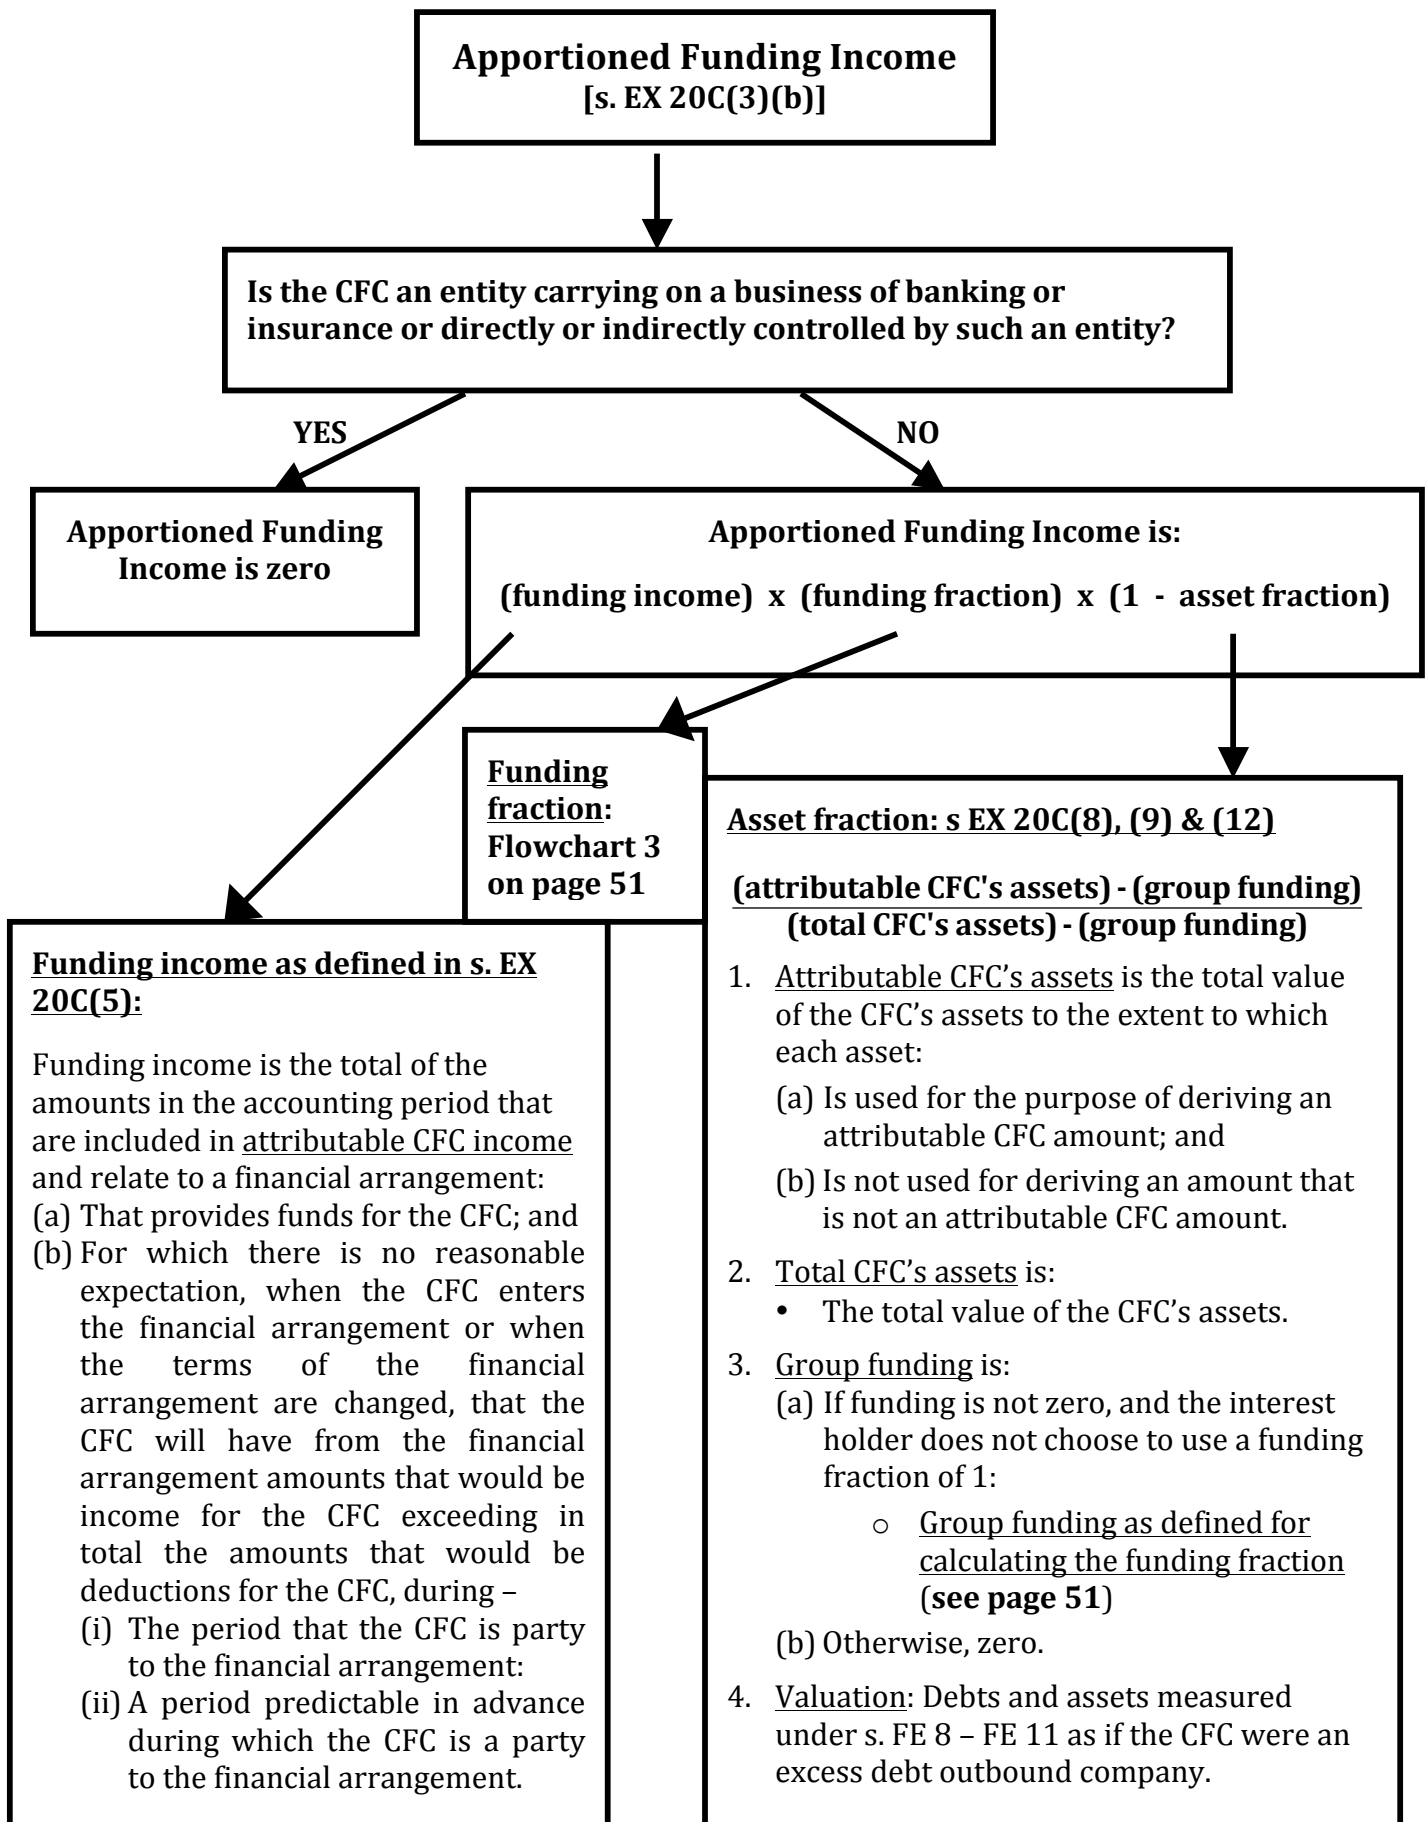 Apportioned Funding Income
[s. EX 20C(3)(b)]
Is the CFC an entity carrying on a business of banking or
insurance or directly or indirectly controlled by such an entity?
YES
NO
Apportioned Funding
Income is zero
Apportioned Funding Income is:
(funding income) x (funding fraction) x (1 - asset fraction)
Funding
fraction:
Flowchart 3
on page 51
Funding income as defined in s. EX
20C(5):
Funding income is the total of the
amounts in the accounting period that
are included in attributable CFC income
and relate to a financial arrangement:
(a) That provides funds for the CFC; and
(b) For which there is no reasonable
expectation, when the CFC enters
the financial arrangement or when
the terms of the financial
arrangement are changed, that the
CFC will have from the financial
arrangement amounts that would be
income for the CFC exceeding in
total the amounts that would be
deductions for the CFC, during –
(i) The period that the CFC is party
to the financial arrangement:
(ii) A period predictable in advance
during which the CFC is a party
to the financial arrangement.
Asset fraction: s EX 20C(8), (9) & (12)
(attributable CFC's assets) - (group funding)
(total CFC's assets) - (group funding)
1. Attributable CFC’s assets is the total value
of the CFC’s assets to the extent to which
each asset:
(a) Is used for the purpose of deriving an
attributable CFC amount; and
(b) Is not used for deriving an amount that
is not an attributable CFC amount.
2. Total CFC’s assets is:
• The total value of the CFC’s assets.
3. Group funding is:
(a) If funding is not zero, and the interest
holder does not choose to use a funding
fraction of 1:
o Group funding as defined for
calculating the funding fraction
(see page 51)
(b) Otherwise, zero.
4. Valuation: Debts and assets measured
under s. FE 8 – FE 11 as if the CFC were an
excess debt outbound company.